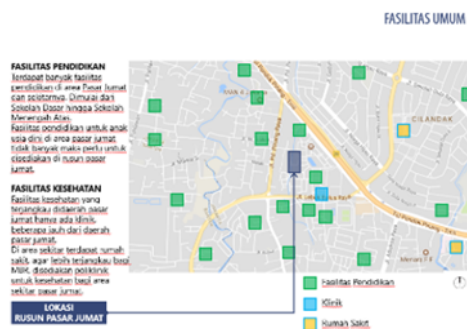 FASILITAS UMUM
FASILITAS PENDIDIKAN
Terdapat banyak fasilitas
pendidikan di area Pasar Jumat
dan sekitarnya. Dimulai dari
Sekolah Dasar hingga Sekolah
Menengah Atas.
Fasilitas pendidikan untuk anak
usia dini di area pasar jumat
tidak banyak maka perlu untuk
disediakan di rusun pasar
jumat.
FASILITAS KESEHATAN
Fasilitas kesehatan yang
terjangkau didaerah pasar
jumat hanya ada klinik,
beberapa jauh dari daerah
pasar jumat.
Di area sekitar terdapat rumah
sakit, agar lebih terjangkau bagi
MBR, disediakan poliklinik
untuk kesehatan bagi area
sekitar pasar jumat.
LOKASI
RUSUN PASAR JUMAT
CILANDAK
Fasilitas Pendidikan
Klinik
Rumah Sakit